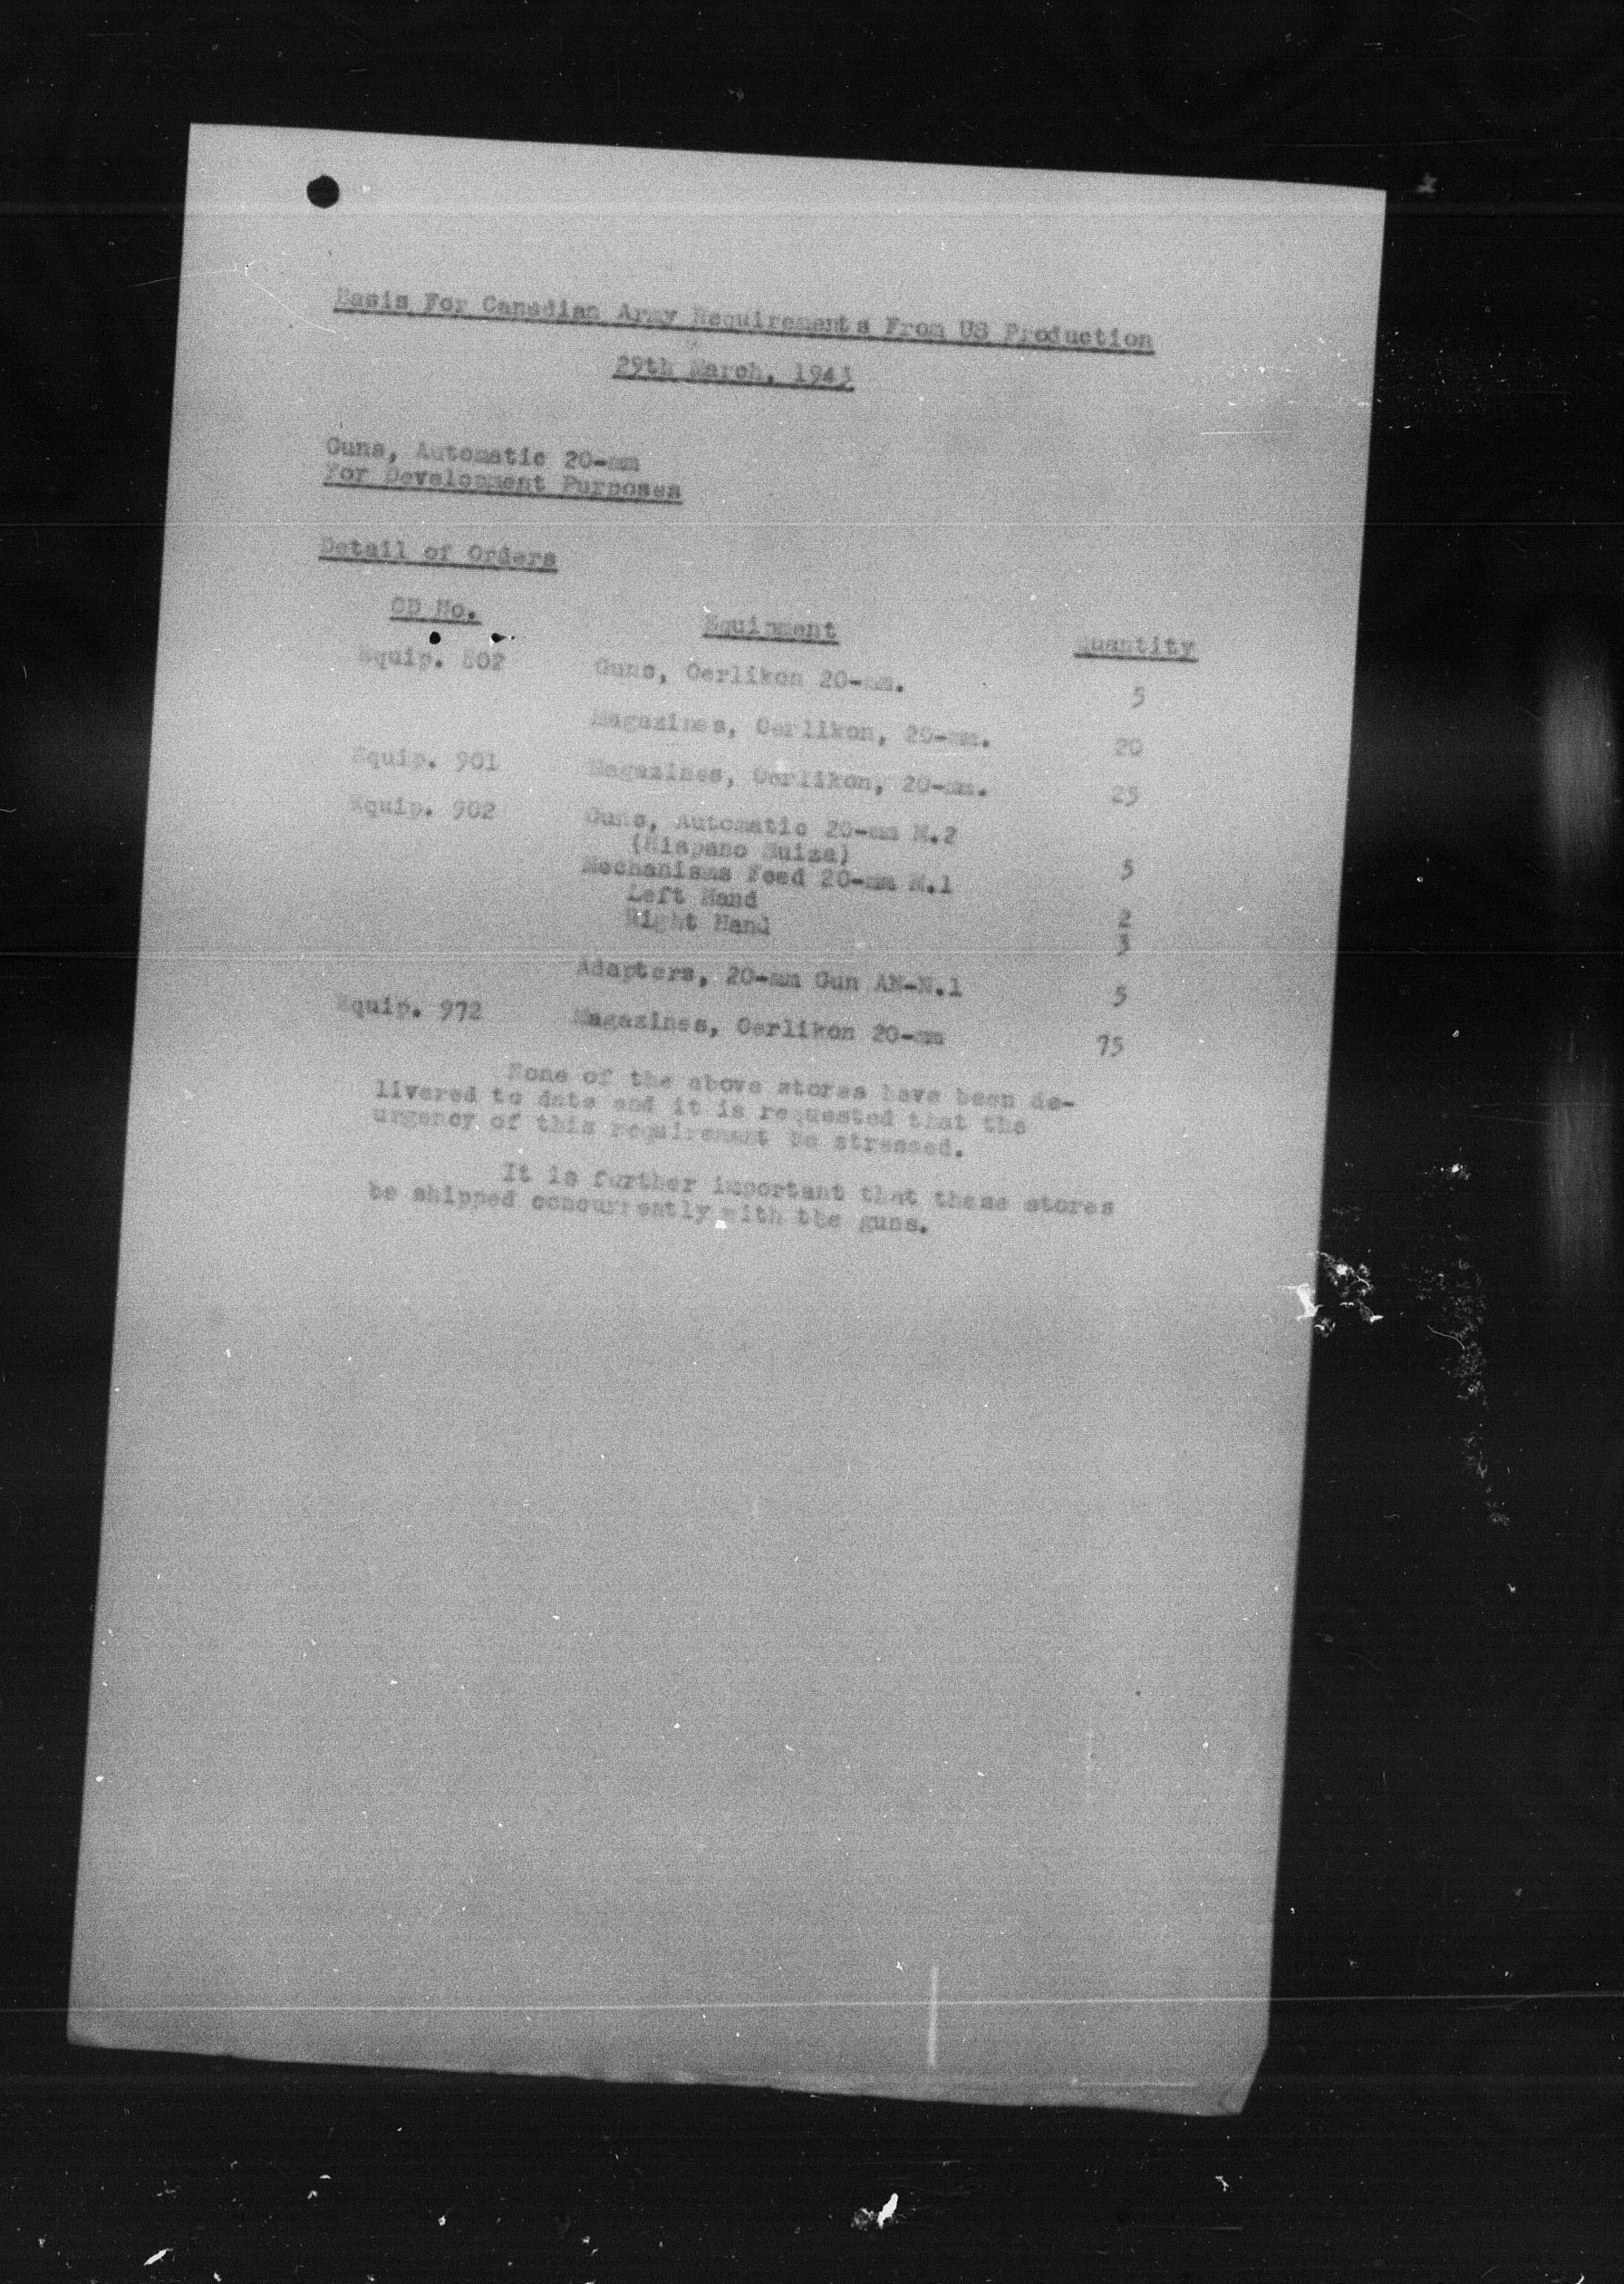 Basis For Canadian Army Requirements From US Production
29th March, 1943
Guns, Automatic 20-mm
For Development Purposes
Detail of Orders
CD No. Equipment Quantity
Equip. 802 Guns, Oerlikon 20-mm. 5
Magazines, Oerlikon, 20-mm. 20
Equip. 901 Magazines, Oerlikon, 20-mm. 25
Equip. 902 Guns, Automatic 20-mm M.2
(Hispano Suiza) 5
Mechanisms Feed 20-mm M.1
Left Hand 2
Right Hand 3
Adapters, 20-mm Gun AN-N.1 5
Equip. 972 Magazines, Oerlikon 20-mm 75
None of the above stores have been de-
livered to date and it is requested that the
urgency of this requirement be stressed.
It is further important that these stores
be shipped concurrently with the guns.